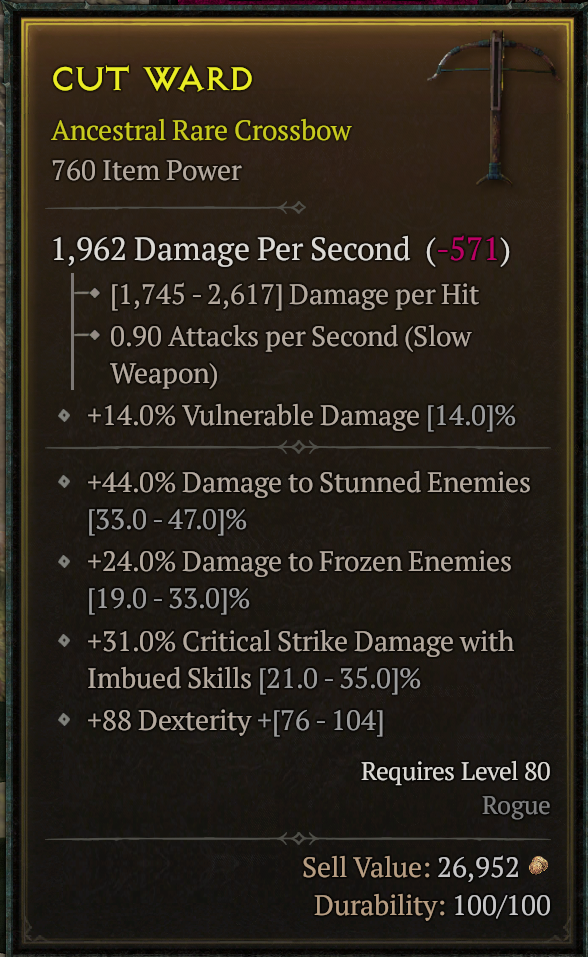 CUT WARD
Ancestral Rare Crossbow
760 Item Power
1,962 Damage Per Second (-571)
[1,745 - 2,617] Damage per Hit
0.90 Attacks per Second (Slow
Weapon)
+14.0% Vulnerable Damage [14.0]%
+44.0% Damage to Stunned Enemies
[33.0 - 47.0]%
+24.0% Damage to Frozen Enemies
[19.0 - 33.0]%
+31.0% Critical Strike Damage with
Imbued Skills [21.0 - 35.0]%
+88 Dexterity +[76 - 104]
Requires Level 80
Rogue
Sell Value: 26,952
Durability: 100/100